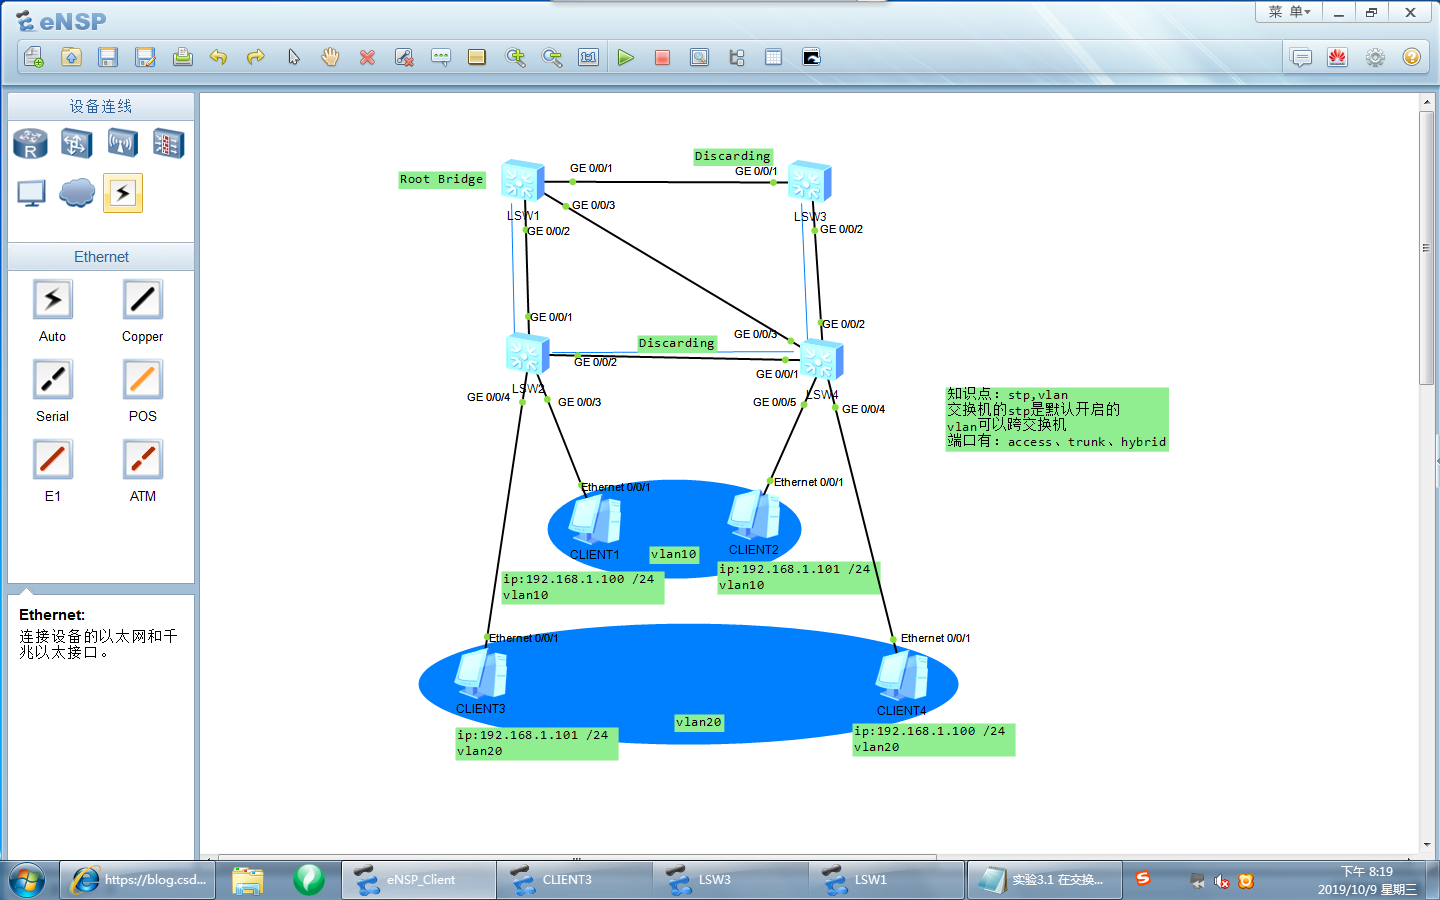 eNSP
菜 单
设备连线
R
Ethernet
Auto
Copper
Serial
POS
E1
ATM
Ethernet:
连接设备的以太网和千
兆以太接口。
Root Bridge
Discarding
GE 0/0/1
GE 0/0/1
GE 0/0/3
LSW1
LSW3
GE 0/0/2
GE 0/0/2
GE 0/0/1
GE 0/0/2
GE 0/0/3
Discarding
GE 0/0/2
GE 0/0/1
LSW2
LSW4
GE 0/0/4
GE 0/0/3
GE 0/0/5
GE 0/0/4
知识点: stp,vlan
交换机的stp是默认开启的
vlan可以跨交换机
端口有: access、trunk、hybrid
Ethernet 0/0/1
Ethernet 0/0/1
CLIENT1
vlan10
CLIENT2
ip:192.168.1.100 /24
vlan10
ip:192.168.1.101 /24
vlan10
Ethernet 0/0/1
Ethernet 0/0/1
CLIENT3
CLIENT4
vlan20
ip:192.168.1.101 /24
vlan20
ip:192.168.1.100 /24
vlan20
https://blog.csd...
eNSP_Client
CLIENT3
LSW3
LSW1
实验3.1 在交换...
下午 8:19
2019/10/9 星期三